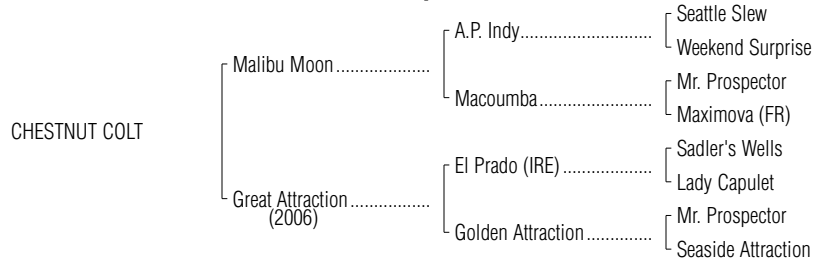 Seattle Slew
A.P. Indy............................
Weekend Surprise
Malibu Moon....................
Mr. Prospector
Macoumba........................
Maximova (FR)
CHESTNUT COLT
Sadler's Wells
El Prado (IRE) ...................
Lady Capulet
Great Attraction.................
(2006)
Mr. Prospector
Golden Attraction..............
Seaside Attraction